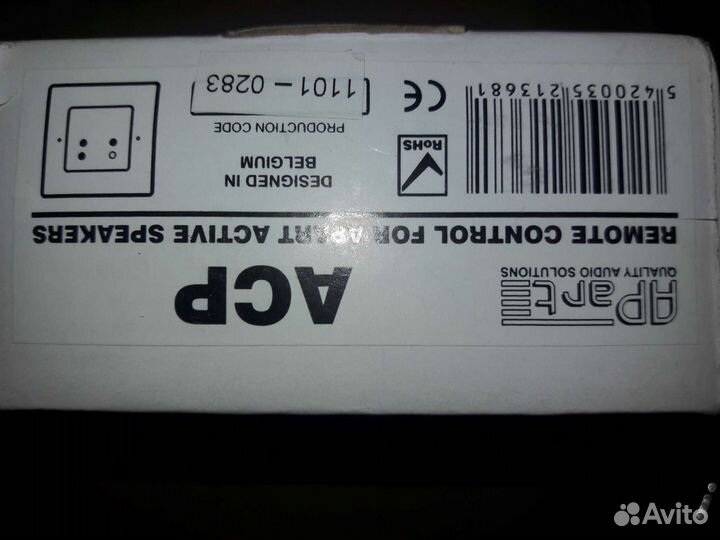 APart
QUALITY AUDIO SOLUTIONS
ACP
REMOTE CONTROL FOR APART ACTIVE SPEAKERS
5 420035 213681
RoHS
CE
DESIGNED IN
BELGIUM
PRODUCTION CODE
1101-0283
Avito